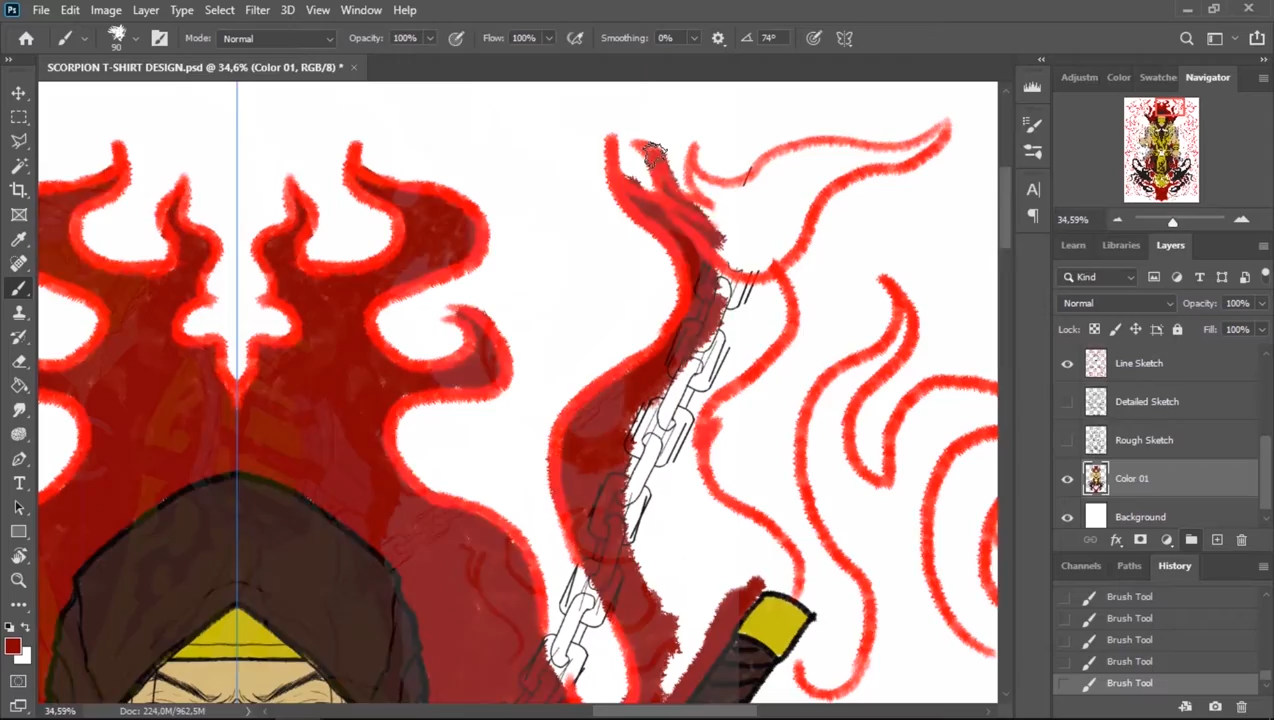 Ps File Edit Image Layer Type Select Filter 3D View Window Help
90 Mode: Normal Opacity: 100% Flow: 100% Smoothing: 0% 74°
SCORPION T-SHIRT DESIGN.psd @ 34,6% (Color 01, RGB/8) * ×
Adjustm Color Swatche Navigator
34,59%
Learn Libraries Layers
Kind
Normal Opacity: 100%
Lock: Fill: 100%
Line Sketch
Detailed Sketch
Rough Sketch
Color 01
Background
fx
Channels Paths History
Brush Tool
Brush Tool
Brush Tool
Brush Tool
Brush Tool
34,59% Doc: 224,0M/962,5M